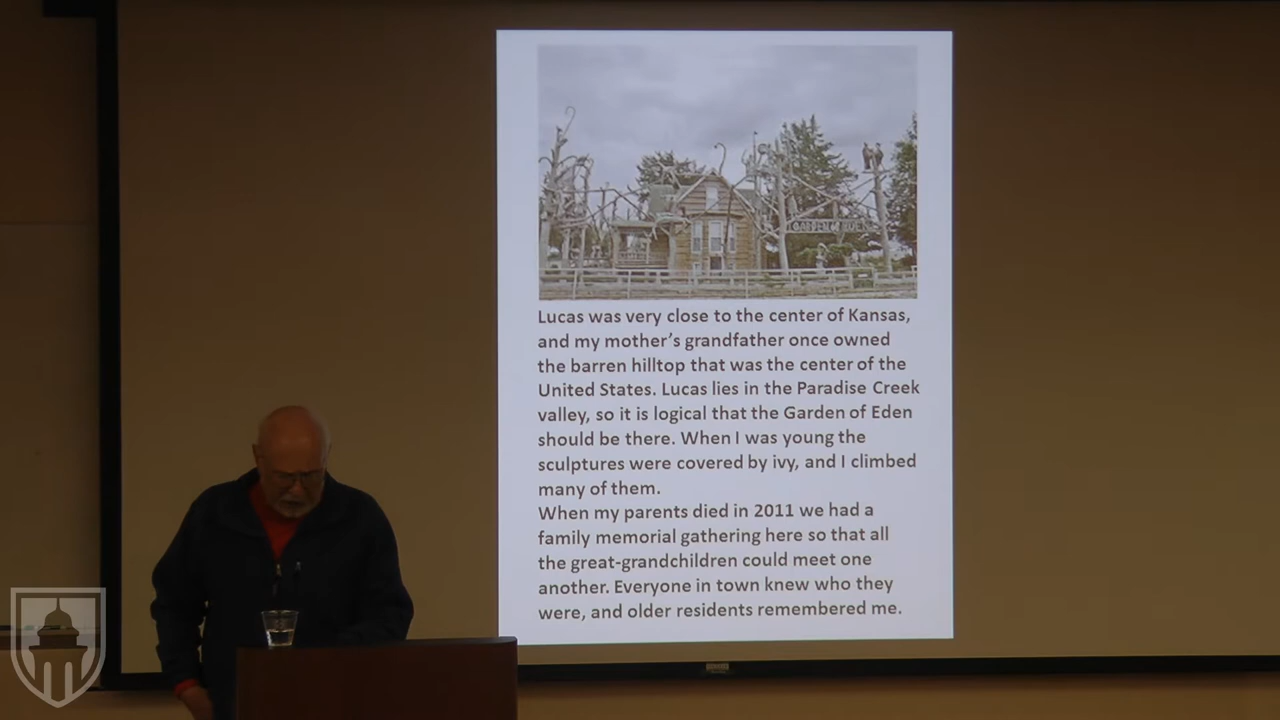 GARDEN OF EDEN
Lucas was very close to the center of Kansas,
and my mother's grandfather once owned
the barren hilltop that was the center of the
United States. Lucas lies in the Paradise Creek
valley, so it is logical that the Garden of Eden
should be there. When I was young the
sculptures were covered by ivy, and I climbed
many of them.
When my parents died in 2011 we had a
family memorial gathering here so that all
the great-grandchildren could meet one
another. Everyone in town knew who they
were, and older residents remembered me.